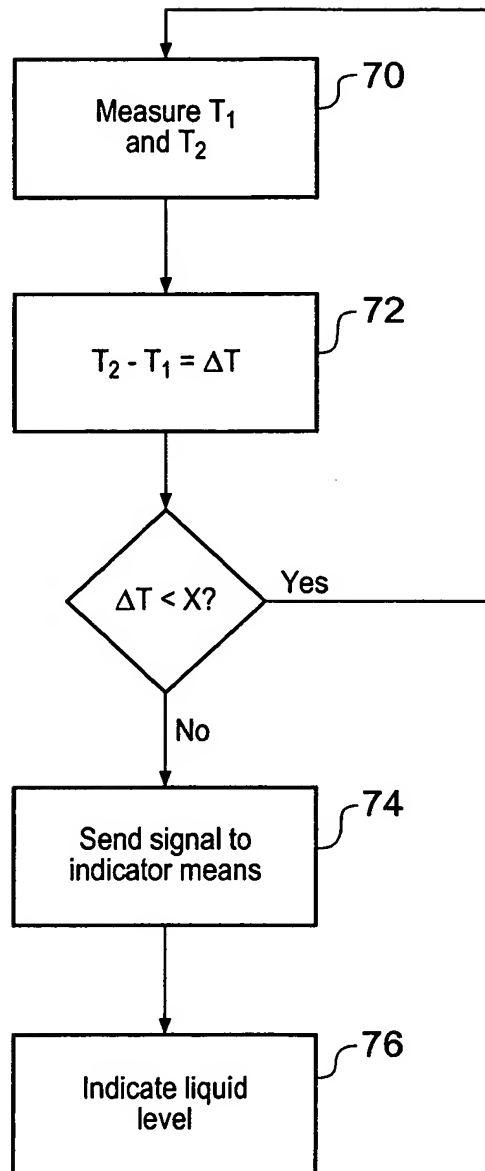 70
Measure T₁
and T₂
72
T₂ - T₁ = ΔT
ΔT < X?
Yes
No
74
Send signal to
indicator means
76
Indicate liquid
level